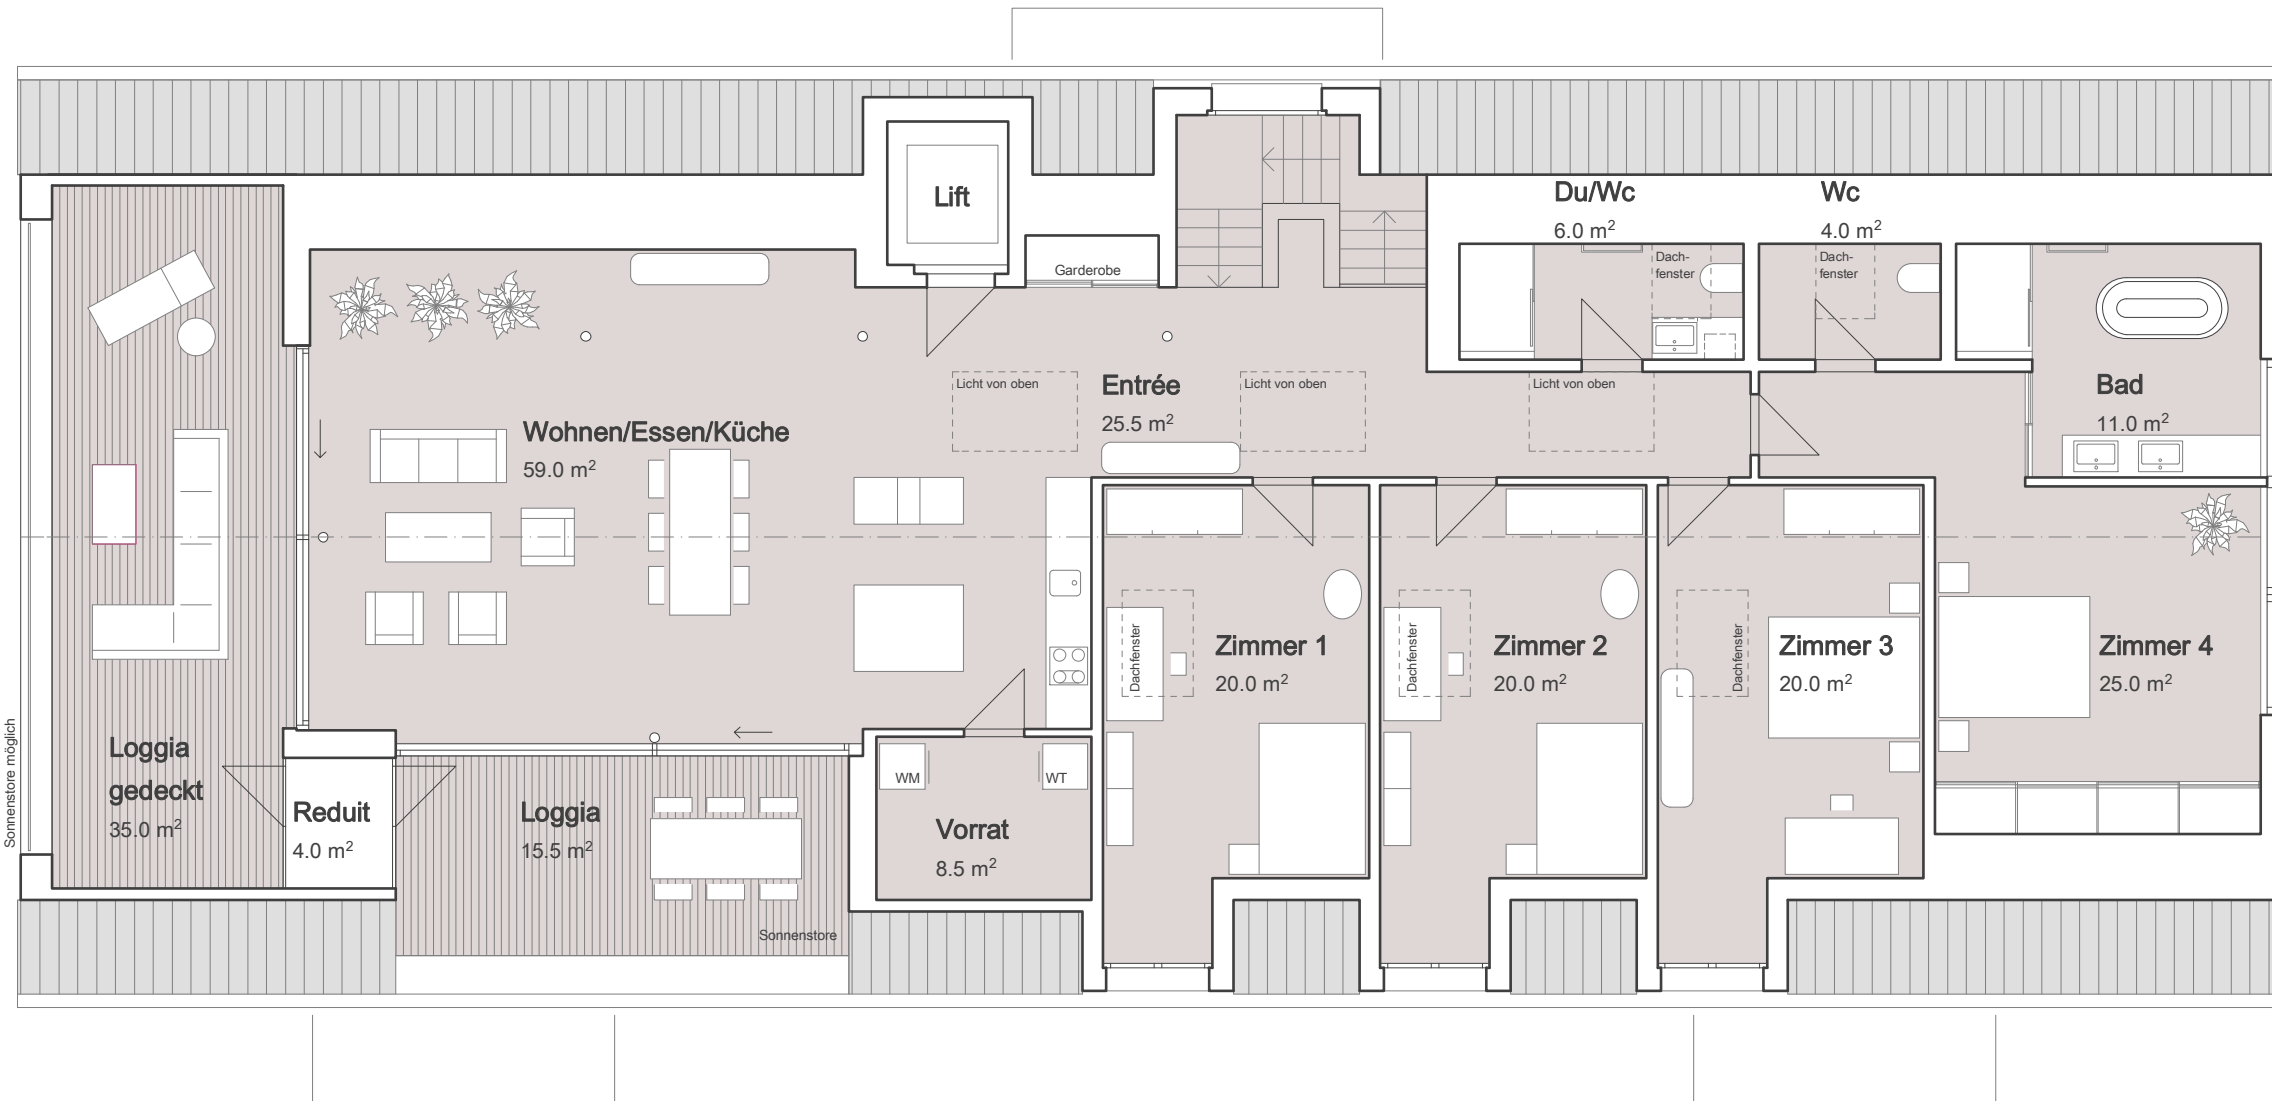 Lift
Garderobe
Du/Wc
6.0 m²
Wc
4.0 m²
Dach-
fenster
Dach-
fenster
Licht von oben
Licht von oben
Licht von oben
Entrée
25.5 m²
Bad
11.0 m²
Wohnen/Essen/Küche
59.0 m²
Zimmer 1
20.0 m²
Dachfenster
Zimmer 2
20.0 m²
Dachfenster
Zimmer 3
20.0 m²
Dachfenster
Zimmer 4
25.0 m²
Sonnenstore möglich
Loggia
gedeckt
35.0 m²
Reduit
4.0 m²
Loggia
15.5 m²
Sonnenstore
WM
WT
Vorrat
8.5 m²